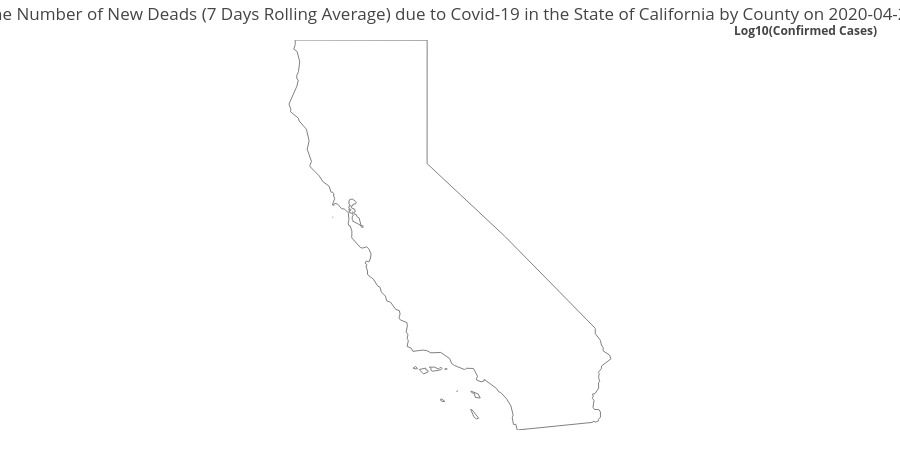 Number of New Deads (7 Days Rolling Average) due to Covid-19 in the State of California by County on 2020-04-
Log10(Confirmed Cases)